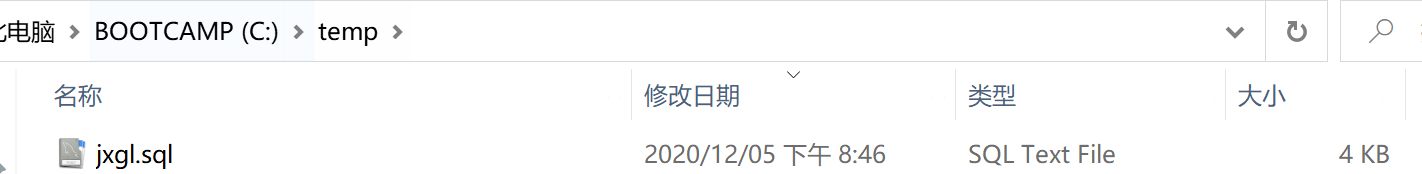 电脑 BOOTCAMP (C:) temp
名称 修改日期 类型 大小
jxgl.sql 2020/12/05 下午 8:46 SQL Text File 4 KB